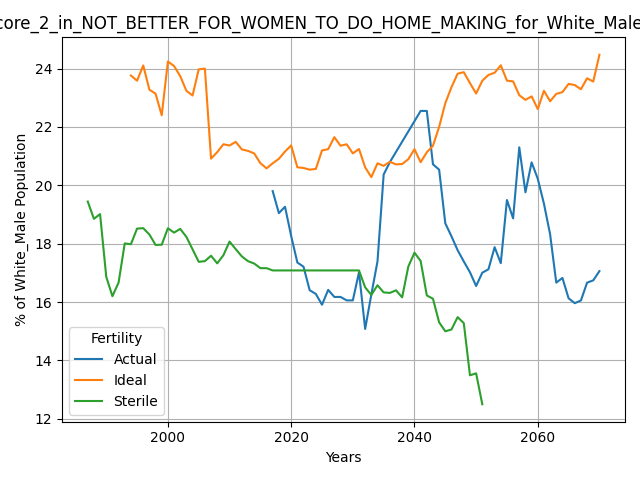 core_2_in_NOT_BETTER_FOR_WOMEN_TO_DO_HOME_MAKING_for_White_Male
% of White_Male Population
24
22
20
18
16
14
12
Fertility
Actual
Ideal
Sterile
2000
2020
2040
2060
Years